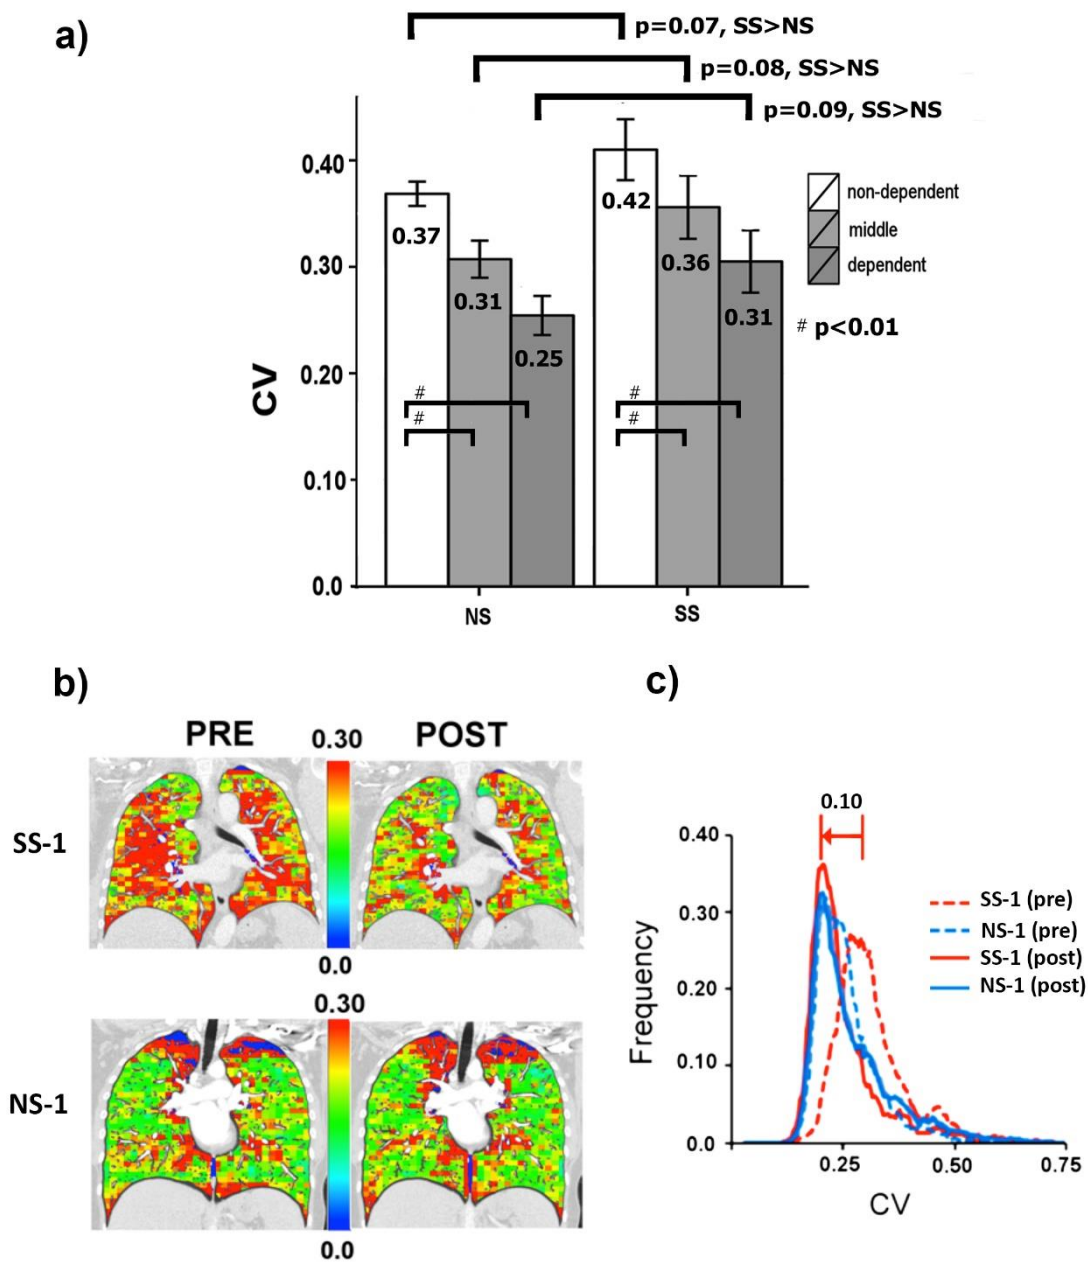 a)
p=0.07, SS>NS
p=0.08, SS>NS
p=0.09, SS>NS
0.40
0.30
0.20
0.10
0.0
CV
0.37
0.31
0.25
0.42
0.36
0.31
#
#
#
#
non-dependent
middle
dependent
# p<0.01
NS
SS
b)
PRE
0.30
POST
SS-1
0.0
0.30
NS-1
0.0
c)
0.10
0.40
0.30
0.20
0.10
0.0
Frequency
SS-1 (pre)
NS-1 (pre)
SS-1 (post)
NS-1 (post)
0.25
0.50
0.75
CV